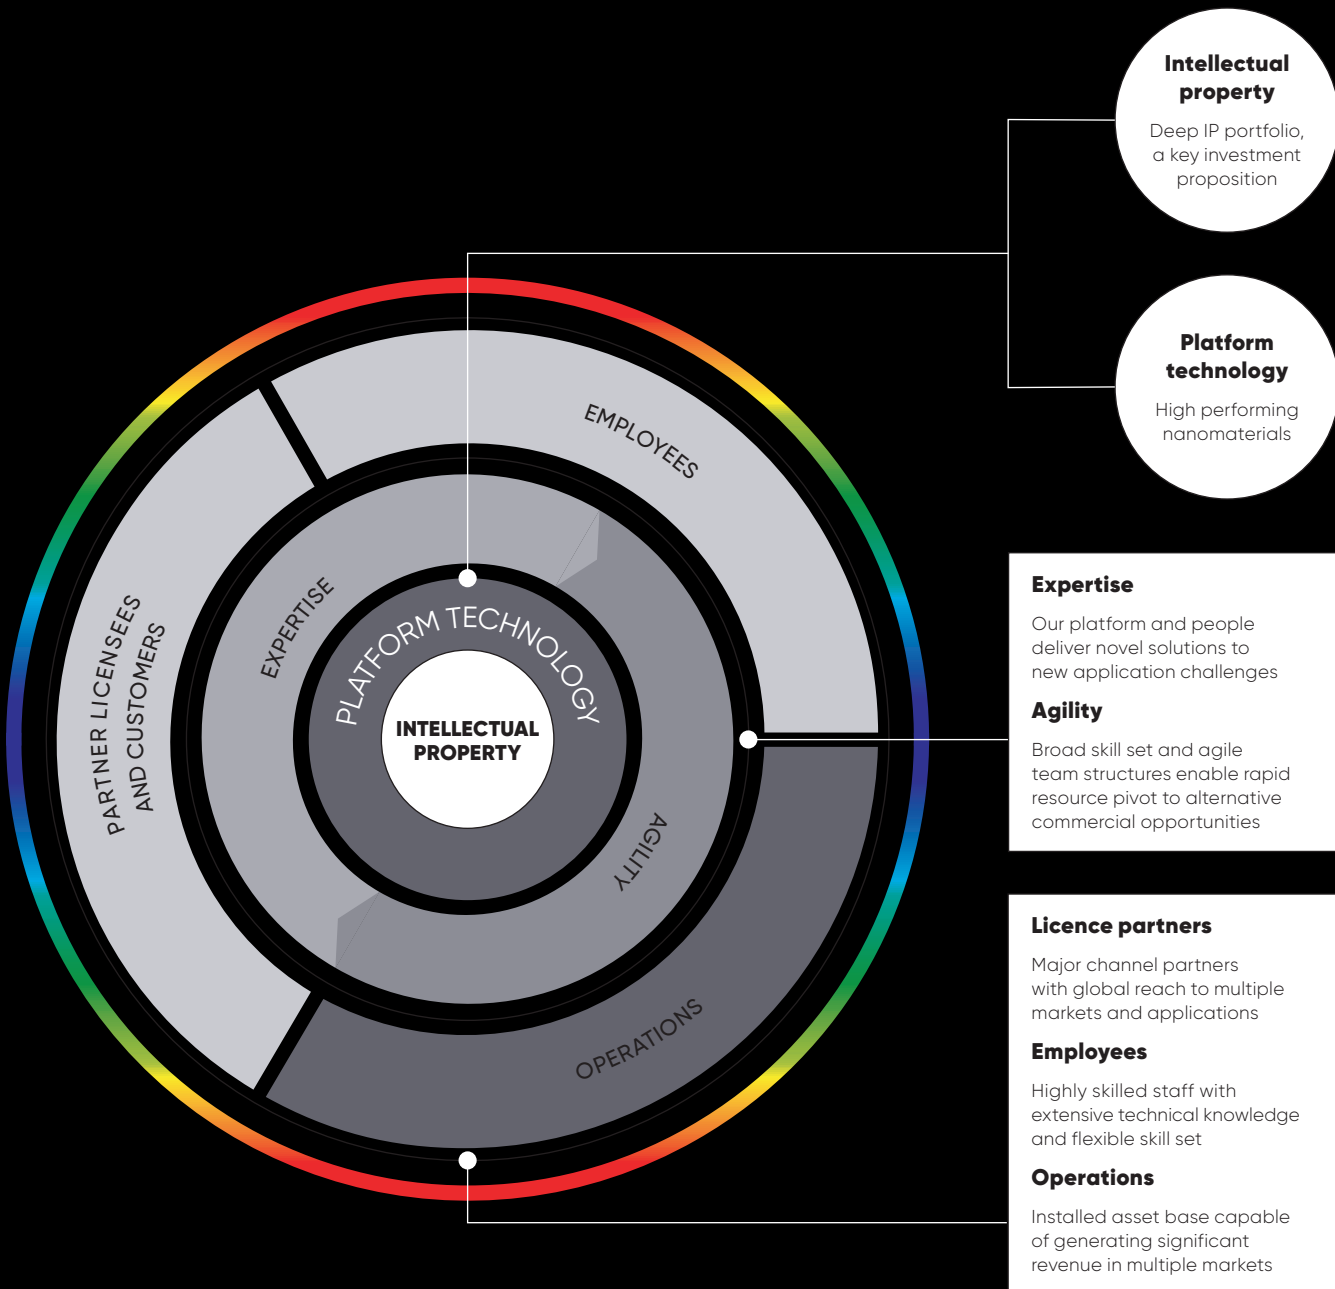 Intellectual
property
Deep IP portfolio,
a key investment
proposition
Platform
technology
High performing
nanomaterials
EMPLOYEES
PARTNER LICENSEES
AND CUSTOMERS
EXPERTISE
PLATFORM TECHNOLOGY
INTELLECTUAL
PROPERTY
AGILITY
OPERATIONS
Expertise
Our platform and people
deliver novel solutions to
new application challenges
Agility
Broad skill set and agile
team structures enable rapid
resource pivot to alternative
commercial opportunities
Licence partners
Major channel partners
with global reach to multiple
markets and applications
Employees
Highly skilled staff with
extensive technical knowledge
and flexible skill set
Operations
Installed asset base capable
of generating significant
revenue in multiple markets